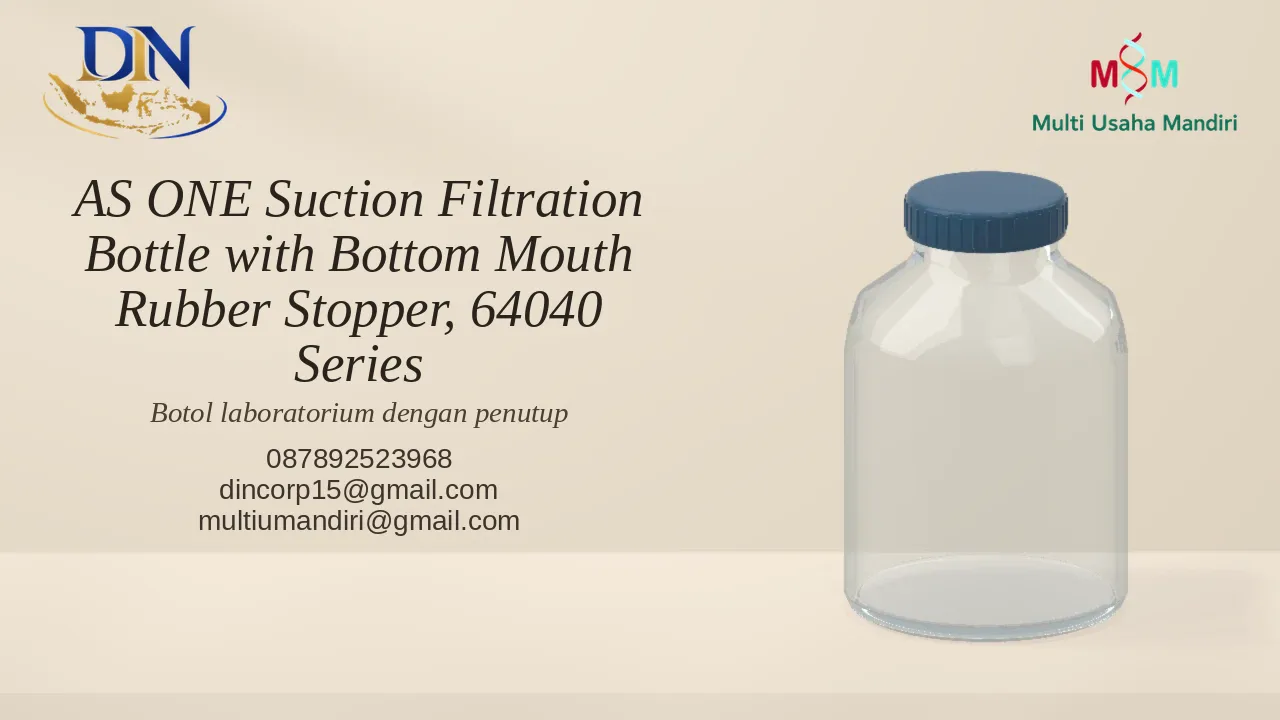 DIN
MSM
Multi Usaha Mandiri
AS ONE Suction Filtration
Bottle with Bottom Mouth
Rubber Stopper, 64040
Series
Botol laboratorium dengan penutup
087892523968
dincorp15@gmail.com
multiumandiri@gmail.com